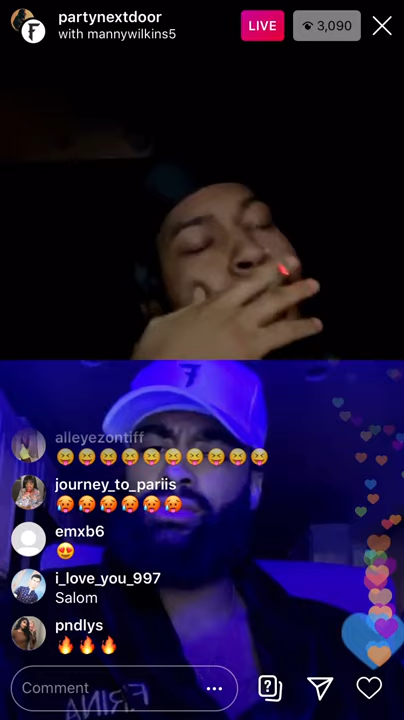 partynextdoor
with mannywilkins5
LIVE
3,090
alleyezontiff
😝😝😝😝😝😝😝😝😝😝
journey_to_pariis
🥵🥵🥵🥵🥵🥵
emxb6
😍
i_love_you_997
Salom
pndlys
🔥🔥🔥
Comment